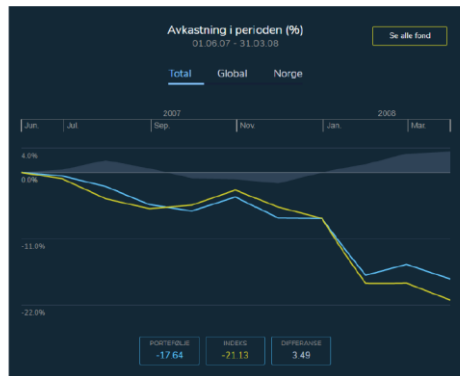 Avkastning i perioden (%)
01.06.07 - 31.03.08
Se alle fond
Total Global Norge
2007 2008
Jun. Jul. Sep. Nov. Jan. Mar.
4.0%
0.0%
-11.0%
-22.0%
PORTEFØLJE INDEKS DIFFERANSE
-17.64 -21.13 3.49